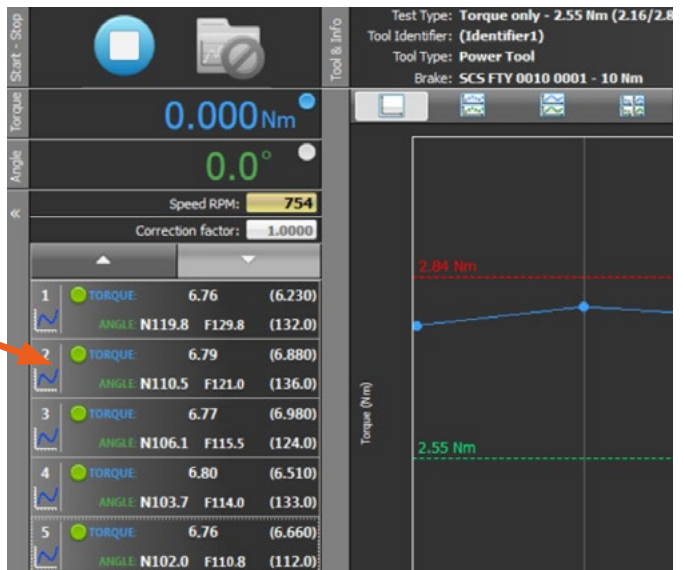 Start - Stop
Torque
0.000 Nm
Angle
0.0°
«
Speed RPM: 754
Correction factor: 1.0000
1 TORQUE: 6.76 (6.230)
ANGLE: N119.8 F129.8 (132.0)
2 TORQUE: 6.79 (6.880)
ANGLE: N110.5 F121.0 (136.0)
3 TORQUE: 6.77 (6.980)
ANGLE: N106.1 F115.5 (124.0)
4 TORQUE: 6.80 (6.510)
ANGLE: N103.7 F114.0 (133.0)
5 TORQUE: 6.76 (6.660)
ANGLE: N102.0 F110.8 (112.0)
Tool & Info
Test Type: Torque only - 2.55 Nm (2.16/2.8
Tool Identifier: (Identifier1)
Tool Type: Power Tool
Brake: SCS FTY 0010 0001 - 10 Nm
2.84 Nm
Torque (Nm)
2.55 Nm